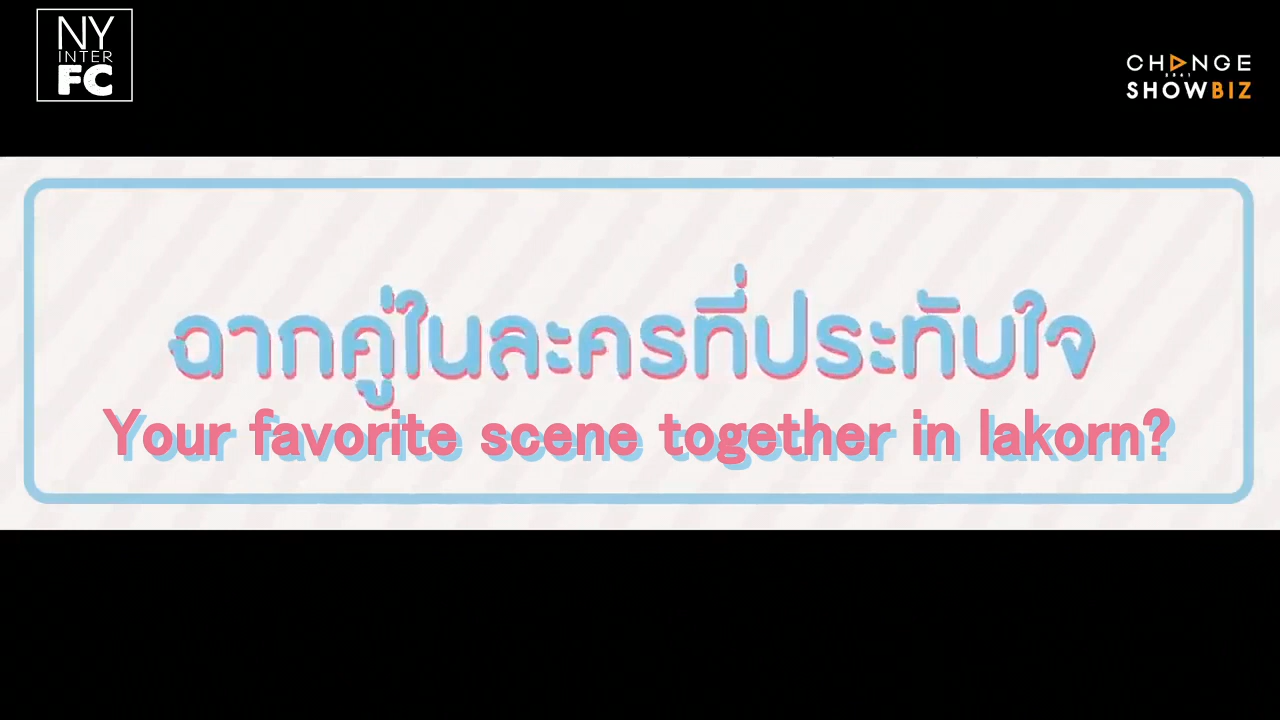 NY
INTER
FC
CHANGE
2561
SHOWBIZ
ฉากคู่ในละครที่ประทับใจ
Your favorite scene together in lakorn?